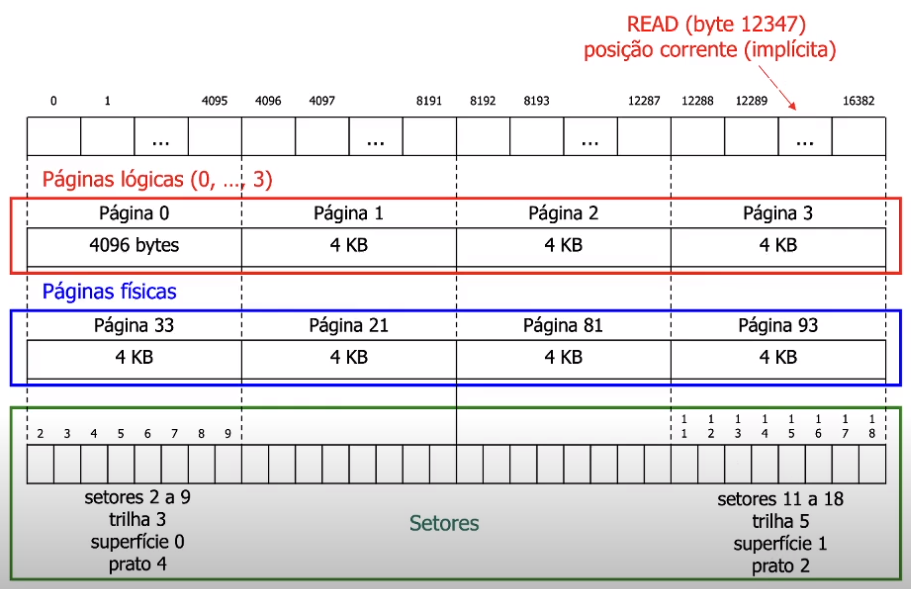 READ (byte 12347)
posição corrente (implícita)
0 1 4095 4096 4097 8191 8192 8193 12287 12288 12289 16382
... ... ... ...
Páginas lógicas (0, ..., 3)
Página 0 Página 1 Página 2 Página 3
4096 bytes 4 KB 4 KB 4 KB
Páginas físicas
Página 33 Página 21 Página 81 Página 93
4 KB 4 KB 4 KB 4 KB
2 3 4 5 6 7 8 9 11 12 13 14 15 16 17 18
setores 2 a 9
trilha 3
superfície 0
prato 4
Setores
setores 11 a 18
trilha 5
superfície 1
prato 2